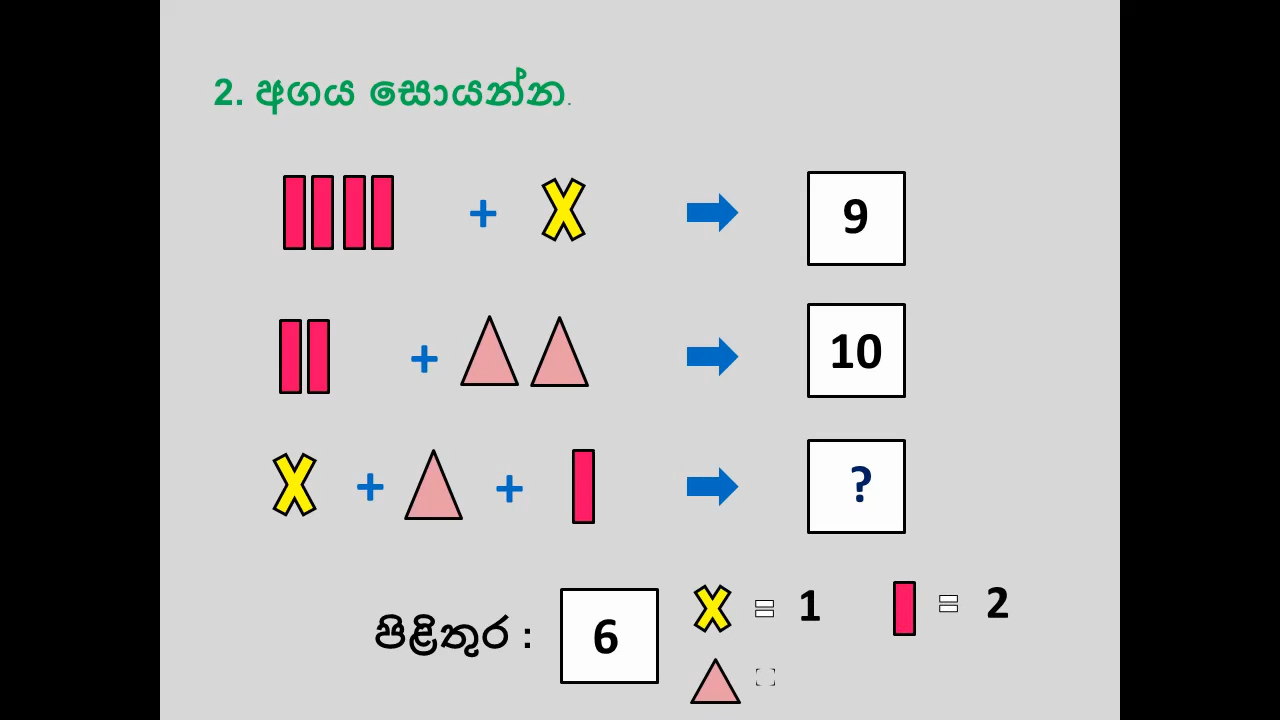 2. අගය සොයන්න.
+ 9
+ 10
+ + ?
පිළිතුර : 6 = 1 = 2